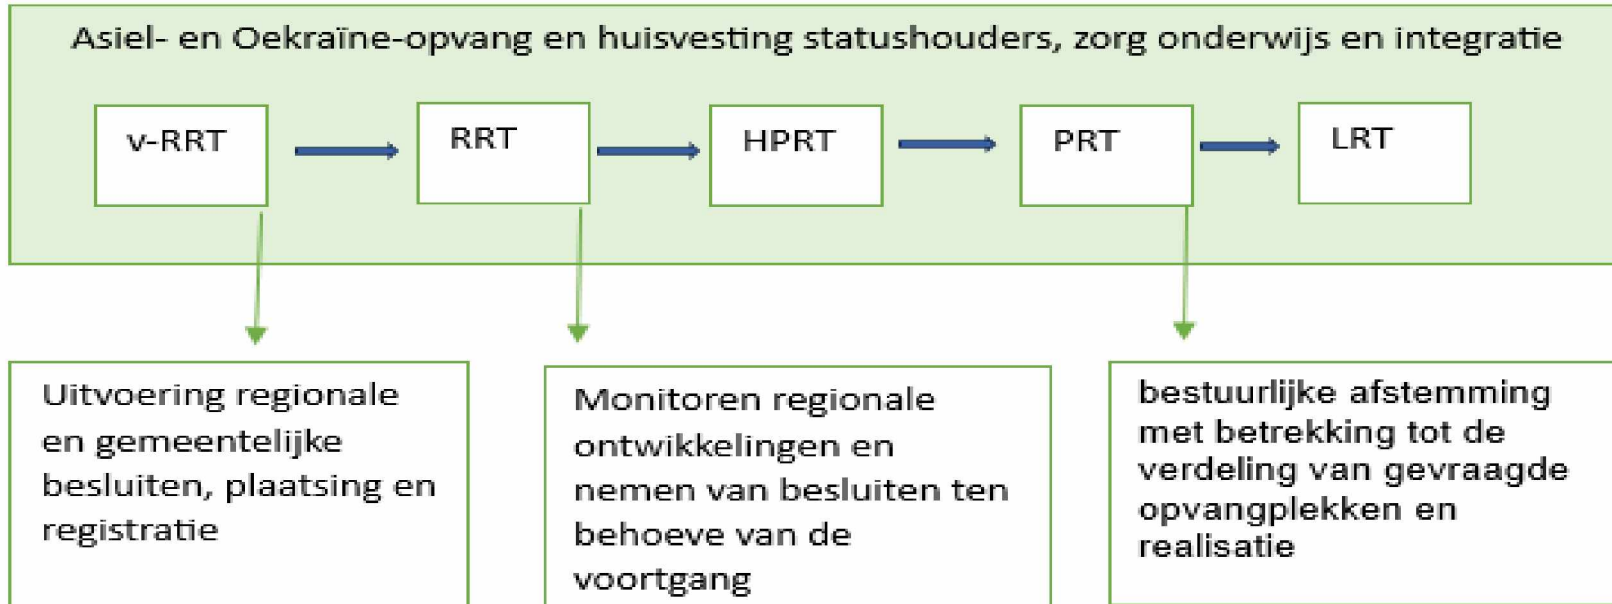 Asiel- en Oekraïne-opvang en huisvesting statushouders, zorg onderwijs en integratie
v-RRT
RRT
HPRT
PRT
LRT
Uitvoering regionale
en gemeentelijke
besluiten, plaatsing en
registratie
Monitoren regionale
ontwikkelingen en
nemen van besluiten ten
behoeve van de
voortgang
bestuurlijke afstemming
met betrekking tot de
verdeling van gevraagde
opvangplekken en
realisatie